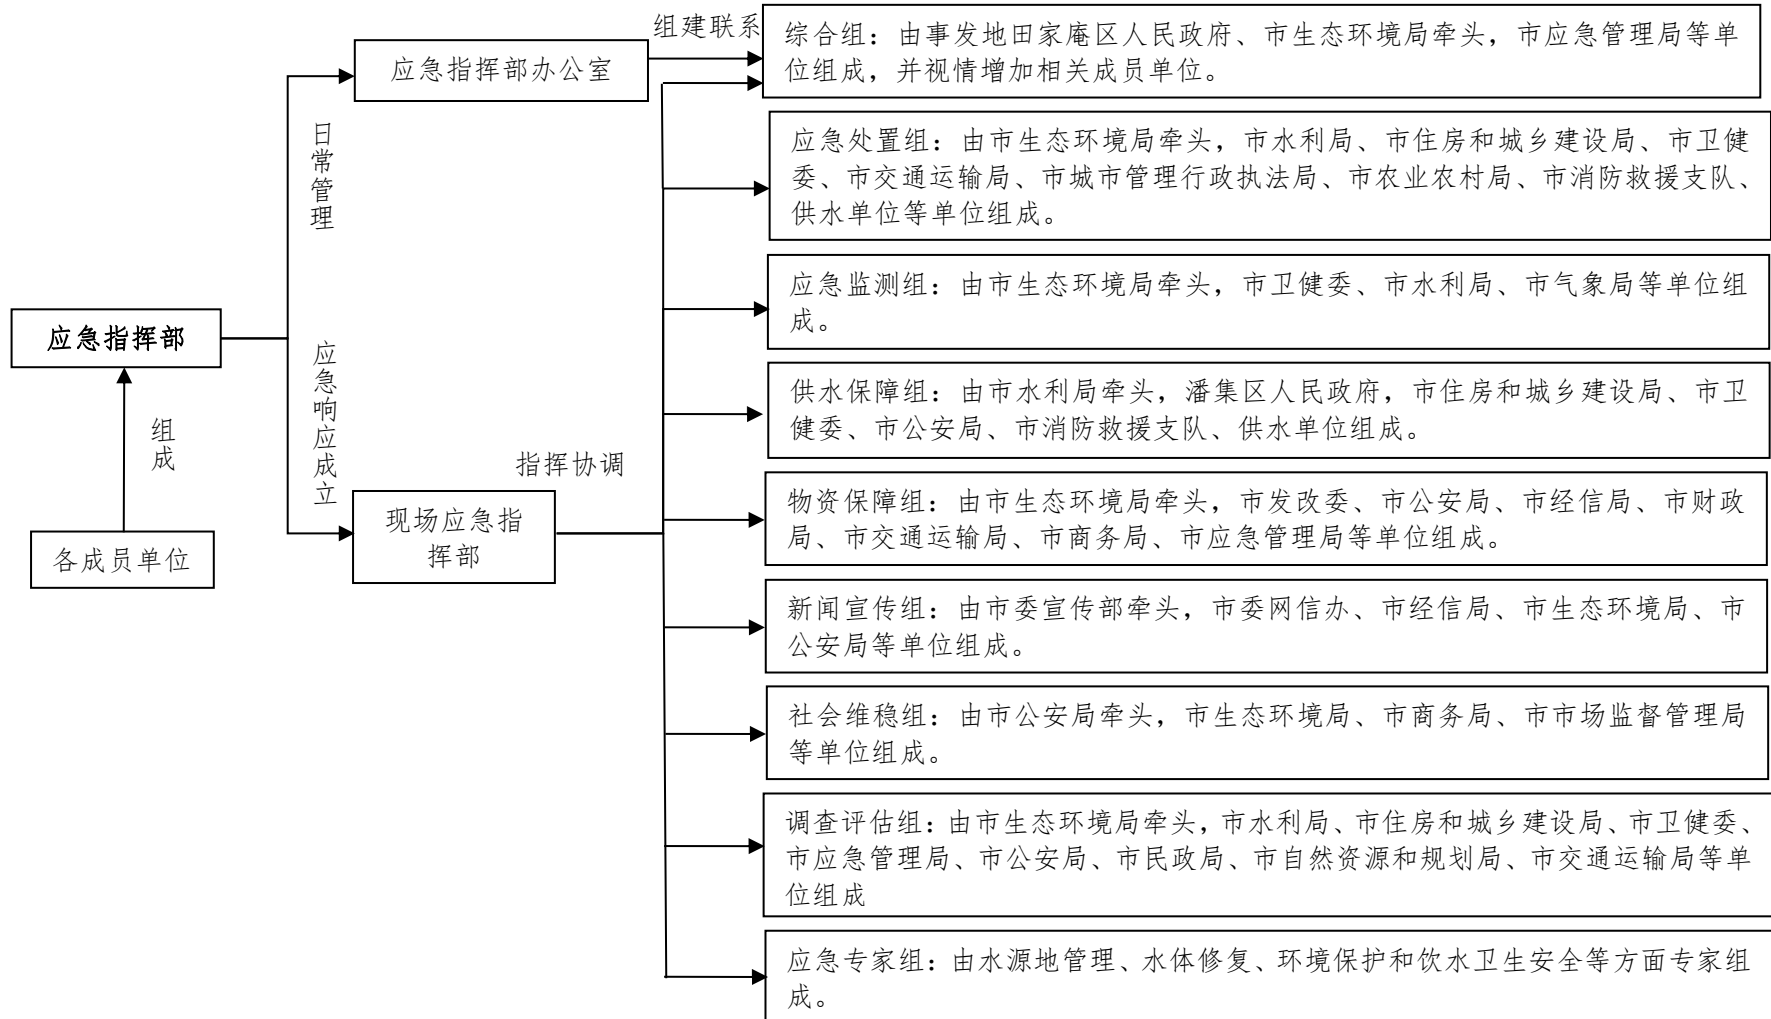 组建联系
综合组：由事发地田家庵区人民政府、市生态环境局牵头，市应急管理局等单
位组成，并视情增加相关成员单位。
应急指挥部办公室
应急处置组：由市生态环境局牵头，市水利局、市住房和城乡建设局、市卫健
委、市交通运输局、市城市管理行政执法局、市农业农村局、市消防救援支队、
供水单位等单位组成。
日常管理
应急监测组：由市生态环境局牵头，市卫健委、市水利局、市气象局等单位组
成。
应急指挥部
应急响应成立
供水保障组：由市水利局牵头，潘集区人民政府，市住房和城乡建设局、市卫
健委、市公安局、市消防救援支队、供水单位组成。
组成
指挥协调
现场应急指
挥部
物资保障组：由市生态环境局牵头，市发改委、市公安局、市经信局、市财政
局、市交通运输局、市商务局、市应急管理局等单位组成。
各成员单位
新闻宣传组：由市委宣传部牵头，市委网信办、市经信局、市生态环境局、市
公安局等单位组成。
社会维稳组：由市公安局牵头，市生态环境局、市商务局、市市场监督管理局
等单位组成。
调查评估组：由市生态环境局牵头，市水利局、市住房和城乡建设局、市卫健委、
市应急管理局、市公安局、市民政局、市自然资源和规划局、市交通运输局等单
位组成
应急专家组：由水源地管理、水体修复、环境保护和饮水卫生安全等方面专家组
成。